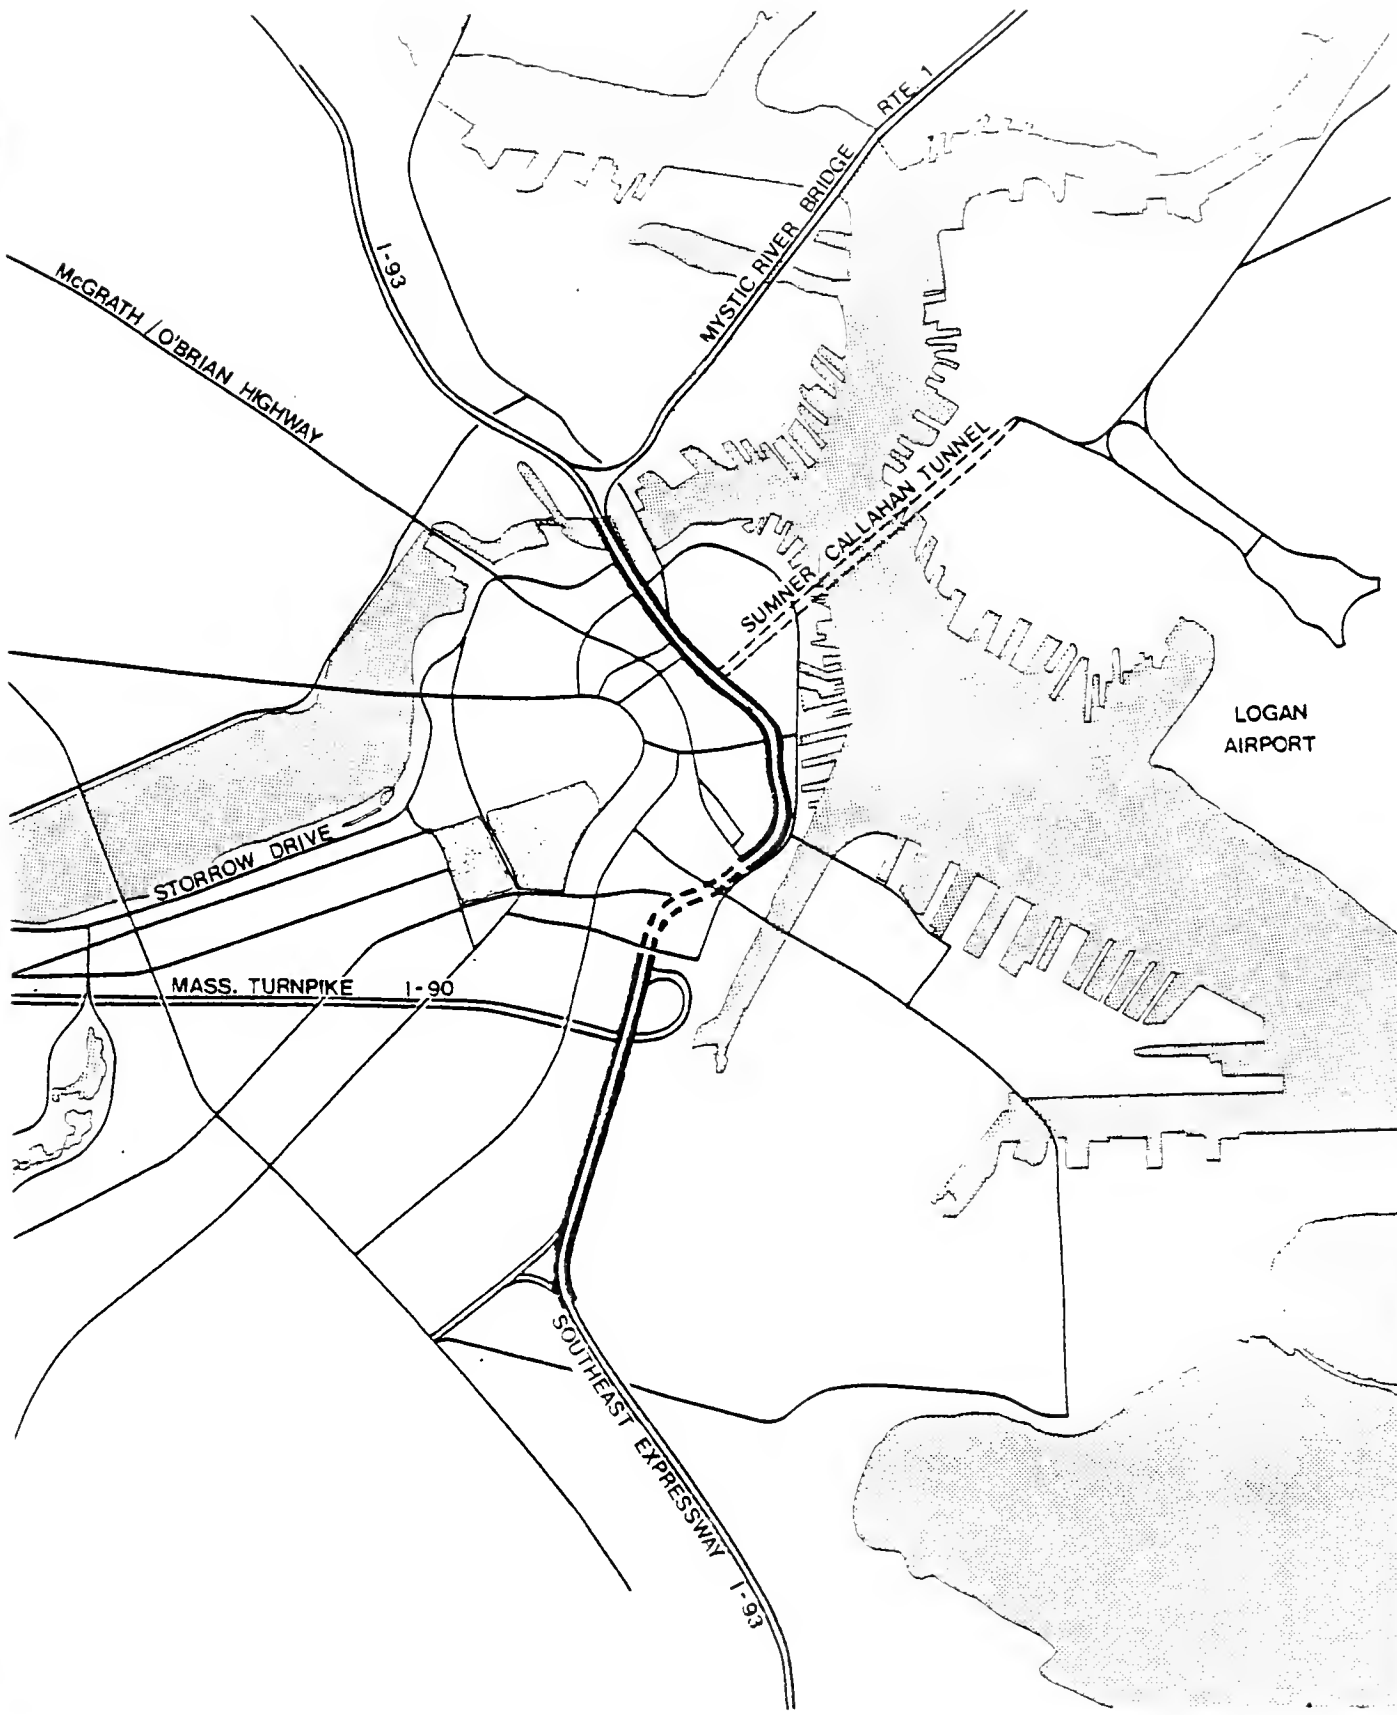 RTE. 1
MYSTIC RIVER BRIDGE
I-93
McGRATH / O'BRIAN HIGHWAY
SUMNER CALLAHAN TUNNEL
LOGAN
AIRPORT
STORROW DRIVE
MASS. TURNPIKE I-90
SOUTHEAST EXPRESSWAY I-93